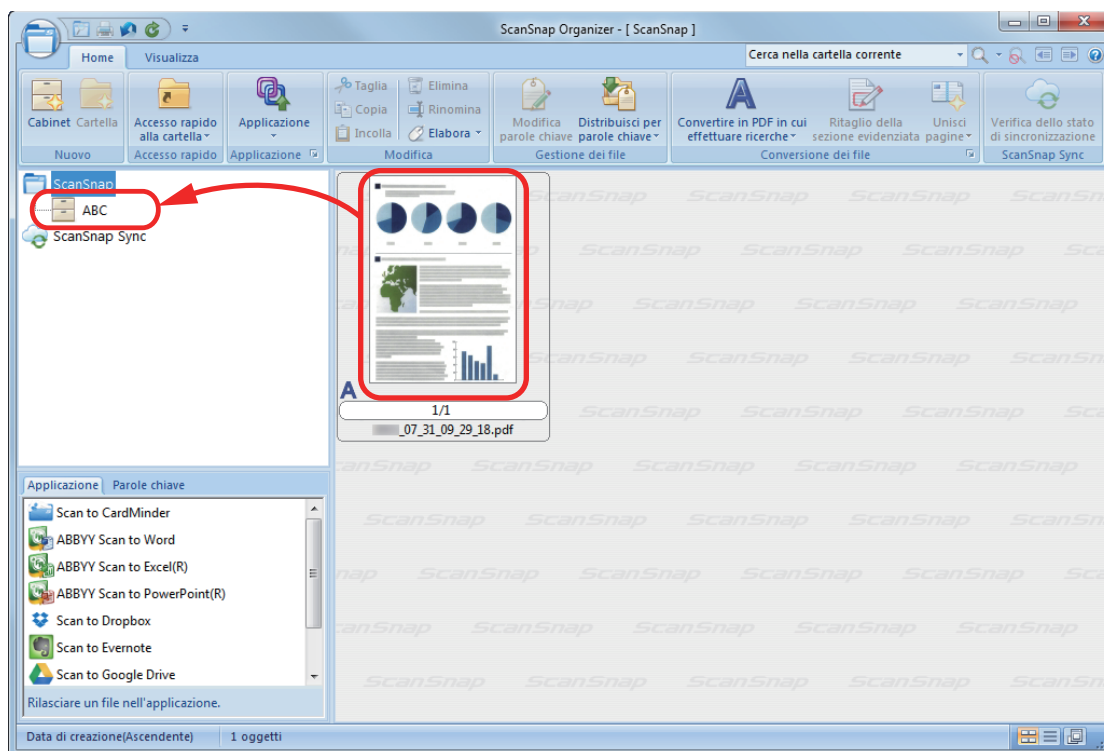 ScanSnap Organizer - [ ScanSnap ]
Home Visualizza
Cerca nella cartella corrente
Cabinet Cartella
Nuovo
Accesso rapido
alla cartella
Accesso rapido
Applicazione
Applicazione
Taglia
Copia
Incolla
Elimina
Rinomina
Elabora
Modifica
Modifica
parole chiave
Distribuisci per
parole chiave
Gestione dei file
Convertire in PDF in cui
effettuare ricerche
Ritaglio della
sezione evidenziata
Unisci
pagine
Conversione dei file
Verifica dello stato
di sincronizzazione
ScanSnap Sync
ScanSnap
ABC
ScanSnap Sync
A
1/1
_07_31_09_29_18.pdf
Applicazione Parole chiave
Scan to CardMinder
ABBYY Scan to Word
ABBYY Scan to Excel(R)
ABBYY Scan to PowerPoint(R)
Scan to Dropbox
Scan to Evernote
Scan to Google Drive
Rilasciare un file nell'applicazione.
Data di creazione(Ascendente) 1 oggetti